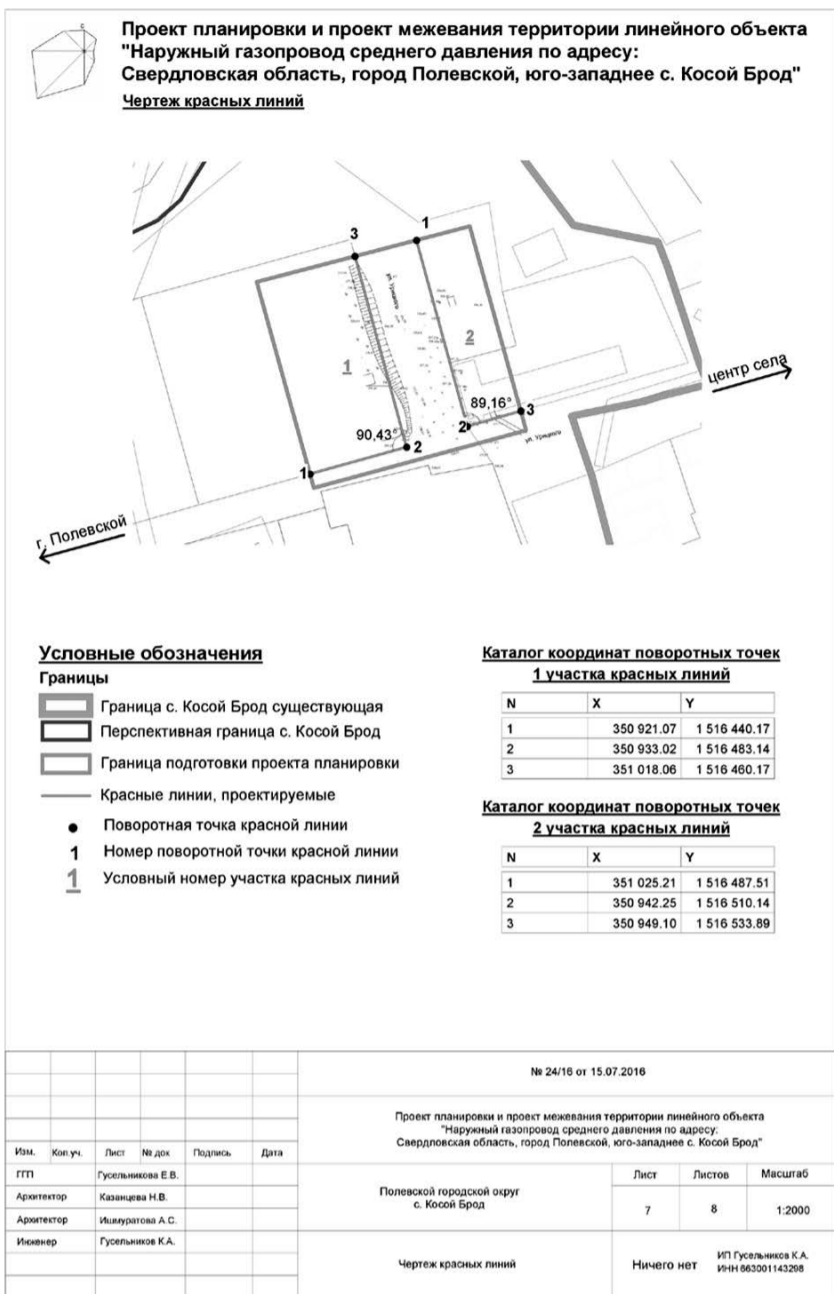 Проект планировки и проект межевания территории линейного объекта
"Наружный газопровод среднего давления по адресу:
Свердловская область, город Полевской, юго-западнее с. Косой Брод"
Чертеж красных линий
с
3
1
ул. Урицкого
1
2
центр села
89,16°
3
2
90,43°
2
ул. Урицкого
1
г. Полевской
Условные обозначения
Границы
Граница с. Косой Брод существующая
Перспективная граница с. Косой Брод
Граница подготовки проекта планировки
Красные линии, проектируемые
Поворотная точка красной линии
1 Номер поворотной точки красной линии
1 Условный номер участка красных линий
Каталог координат поворотных точек
1 участка красных линий
N X Y
1 350 921.07 1 516 440.17
2 350 933.02 1 516 483.14
3 351 018.06 1 516 460.17
Каталог координат поворотных точек
2 участка красных линий
N X Y
1 351 025.21 1 516 487.51
2 350 942.25 1 516 510.14
3 350 949.10 1 516 533.89
№ 24/16 от 15.07.2016
Проект планировки и проект межевания территории линейного объекта
"Наружный газопровод среднего давления по адресу:
Свердловская область, город Полевской, юго-западнее с. Косой Брод"
Изм. Кол.уч. Лист № док Подпись Дата
ГГП Гусельникова Е.В.
Архитектор Казанцева Н.В.
Архитектор Ишмуратова А.С.
Инженер Гусельников К.А.
Полевской городской округ
с. Косой Брод
Лист Листов Масштаб
7 8 1:2000
Чертеж красных линий
Ничего нет
ИП Гусельников К.А.
ИНН 663001143298